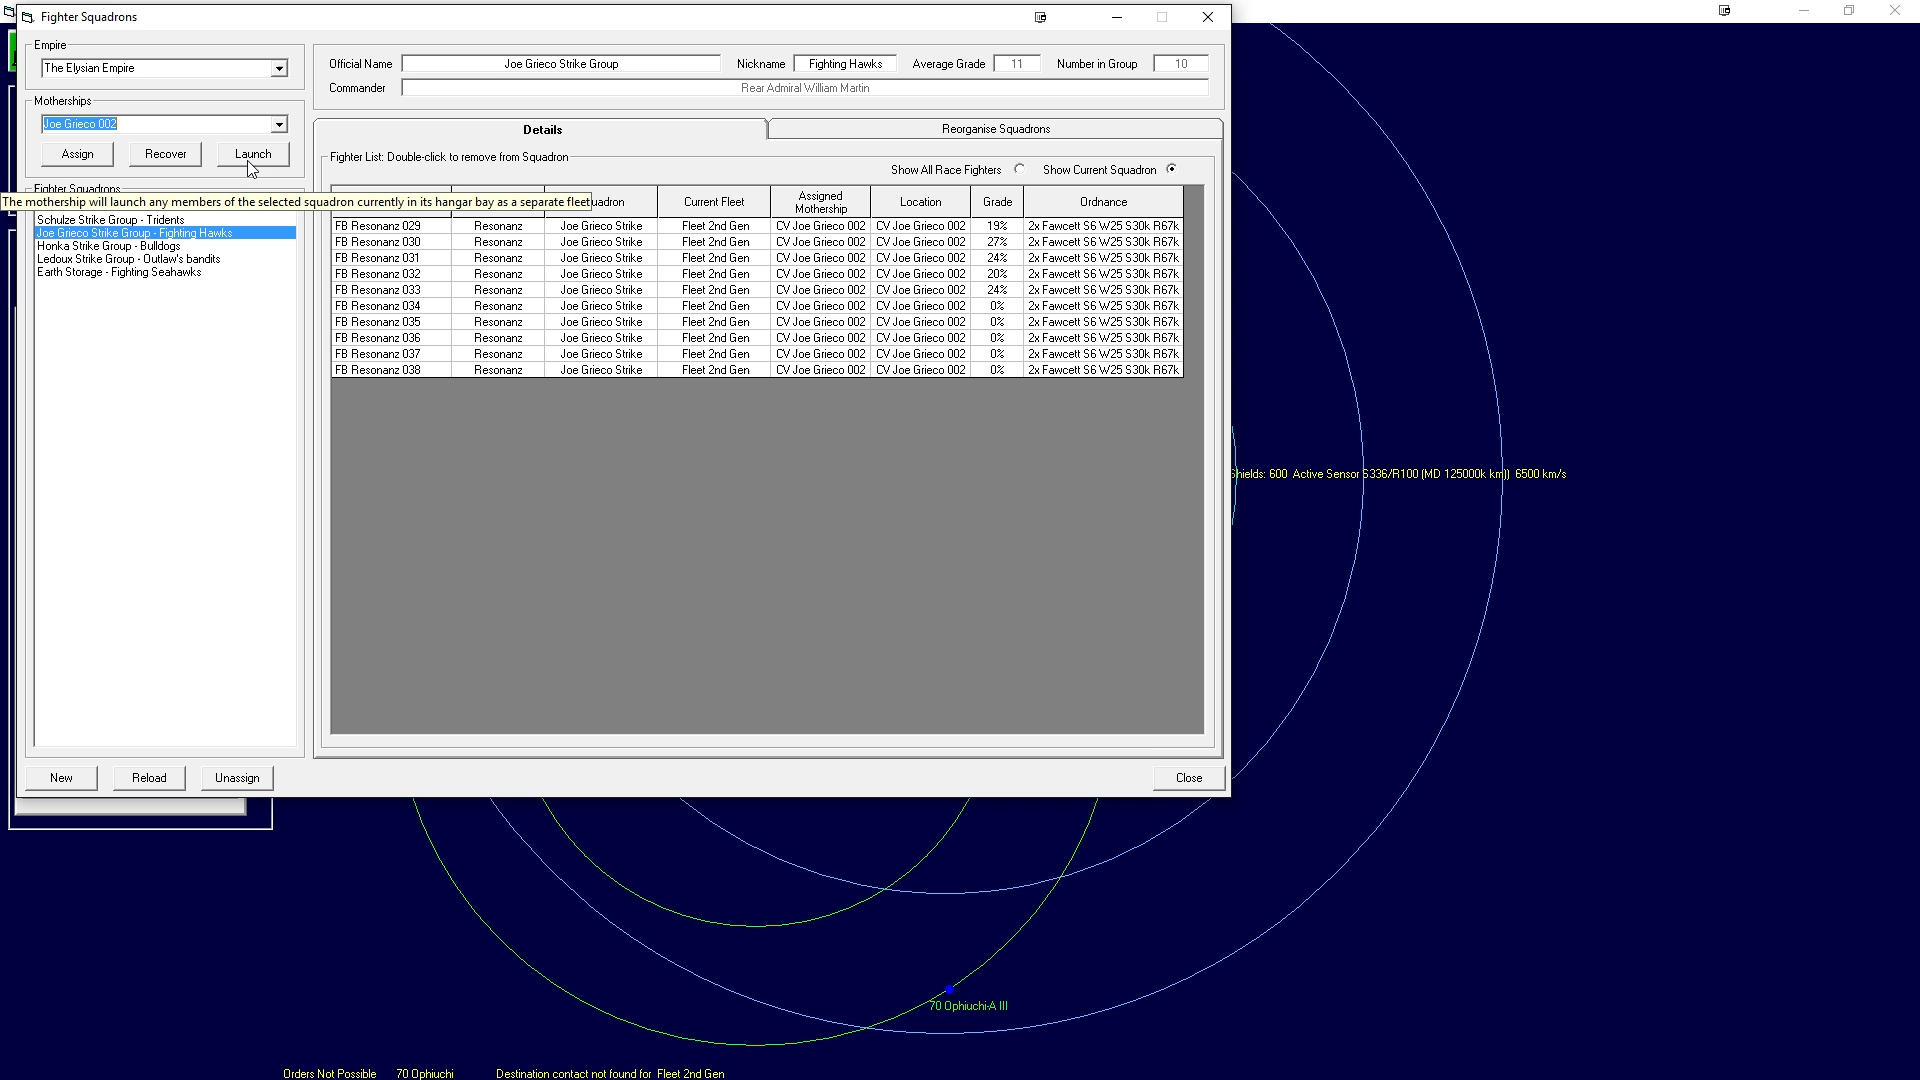 Fighter Squadrons
Empire
The Elysian Empire
Motherships
Joe Grieco 002
Assign Recover Launch
Fighter Squadrons
The mothership will launch any members of the selected squadron currently in its hangar bay as a separate fleet
Schulze Strike Group - Tridents
Joe Grieco Strike Group - Fighting Hawks
Honka Strike Group - Bulldogs
Ledoux Strike Group - Outlaw's bandits
Earth Storage - Fighting Seahawks
New Reload Unassign
Official Name Joe Grieco Strike Group Nickname Fighting Hawks Average Grade 11 Number in Group 10
Commander Rear Admiral William Martin
Details Reorganise Squadrons
Fighter List: Double-click to remove from Squadron
Show All Race Fighters Show Current Squadron
Current Fleet Assigned Mothership Location Grade Ordnance
FB Resonanz 029 Resonanz Joe Grieco Strike Fleet 2nd Gen CV Joe Grieco 002 CV Joe Grieco 002 19% 2x Fawcett S6 W25 S30k R67k
FB Resonanz 030 Resonanz Joe Grieco Strike Fleet 2nd Gen CV Joe Grieco 002 CV Joe Grieco 002 27% 2x Fawcett S6 W25 S30k R67k
FB Resonanz 031 Resonanz Joe Grieco Strike Fleet 2nd Gen CV Joe Grieco 002 CV Joe Grieco 002 24% 2x Fawcett S6 W25 S30k R67k
FB Resonanz 032 Resonanz Joe Grieco Strike Fleet 2nd Gen CV Joe Grieco 002 CV Joe Grieco 002 20% 2x Fawcett S6 W25 S30k R67k
FB Resonanz 033 Resonanz Joe Grieco Strike Fleet 2nd Gen CV Joe Grieco 002 CV Joe Grieco 002 24% 2x Fawcett S6 W25 S30k R67k
FB Resonanz 034 Resonanz Joe Grieco Strike Fleet 2nd Gen CV Joe Grieco 002 CV Joe Grieco 002 0% 2x Fawcett S6 W25 S30k R67k
FB Resonanz 035 Resonanz Joe Grieco Strike Fleet 2nd Gen CV Joe Grieco 002 CV Joe Grieco 002 0% 2x Fawcett S6 W25 S30k R67k
FB Resonanz 036 Resonanz Joe Grieco Strike Fleet 2nd Gen CV Joe Grieco 002 CV Joe Grieco 002 0% 2x Fawcett S6 W25 S30k R67k
FB Resonanz 037 Resonanz Joe Grieco Strike Fleet 2nd Gen CV Joe Grieco 002 CV Joe Grieco 002 0% 2x Fawcett S6 W25 S30k R67k
FB Resonanz 038 Resonanz Joe Grieco Strike Fleet 2nd Gen CV Joe Grieco 002 CV Joe Grieco 002 0% 2x Fawcett S6 W25 S30k R67k
Close
600 Active Sensor S336/R100 (MD 125000k km)) 6500 km/s
70 Ophiuchi-A III
Orders Not Possible 70 Ophiuchi Destination contact not found for Fleet 2nd Gen